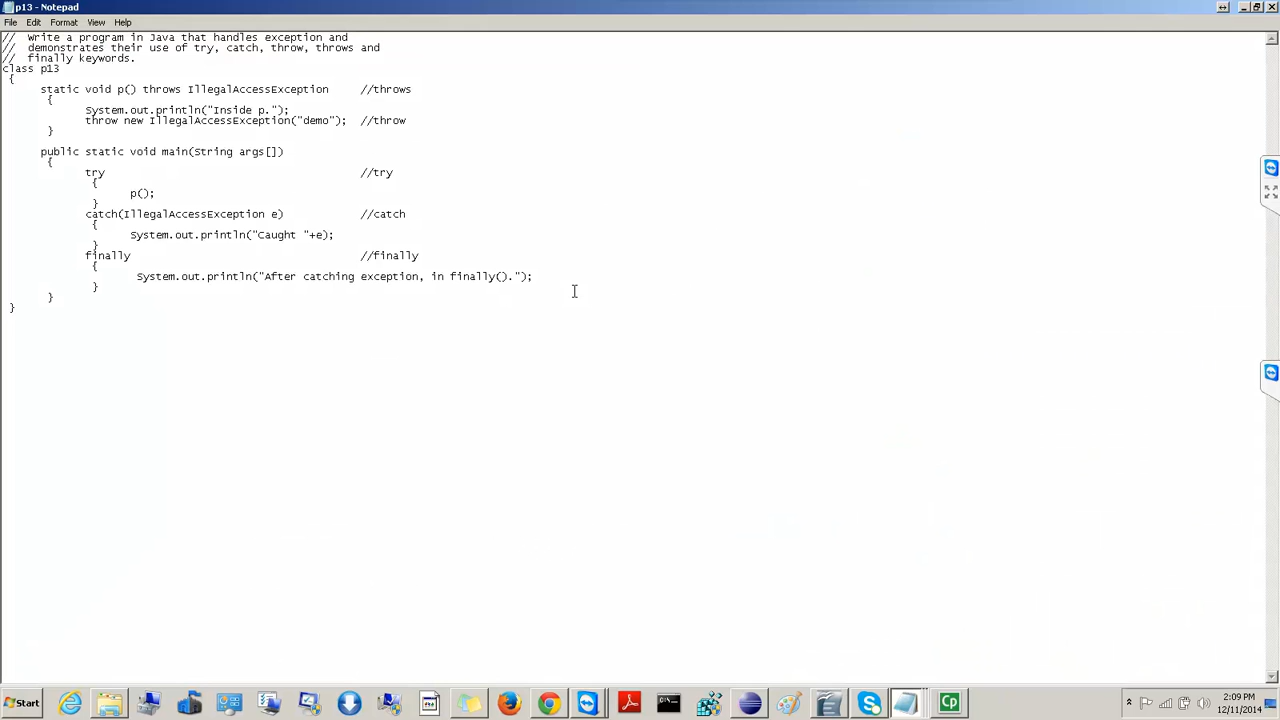 p13 - Notepad
File Edit Format View Help
// Write a program in Java that handles exception and
// demonstrates their use of try, catch, throw, throws and
// finally keywords.
class p13
{
static void p() throws IllegalAccessException //throws
{
System.out.println("Inside p.");
throw new IllegalAccessException("demo"); //throw
}
public static void main(String args[])
{
try //try
{
p();
}
catch(IllegalAccessException e) //catch
{
System.out.println("Caught "+e);
}
finally //finally
{
System.out.println("After catching exception, in finally().");
}
}
}
Start
Cp
2:09 PM
12/11/2014